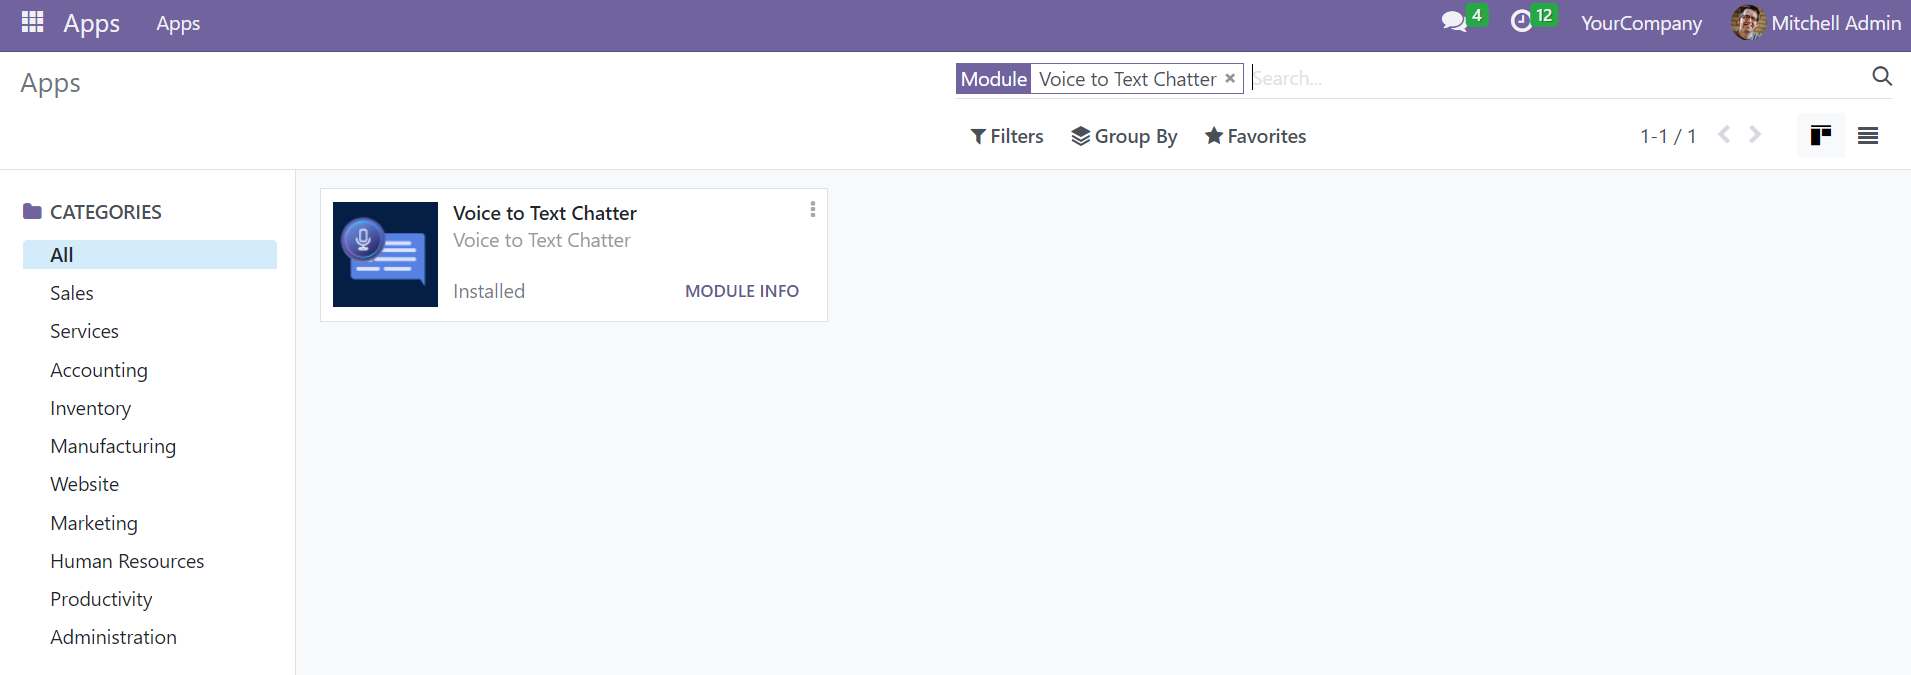 Apps Apps 4 12 YourCompany Mitchell Admin
Apps
Module Voice to Text Chatter × Search...
Filters Group By Favorites 1-1 / 1
CATEGORIES
All
Sales
Services
Accounting
Inventory
Manufacturing
Website
Marketing
Human Resources
Productivity
Administration
Voice to Text Chatter
Voice to Text Chatter
Installed MODULE INFO